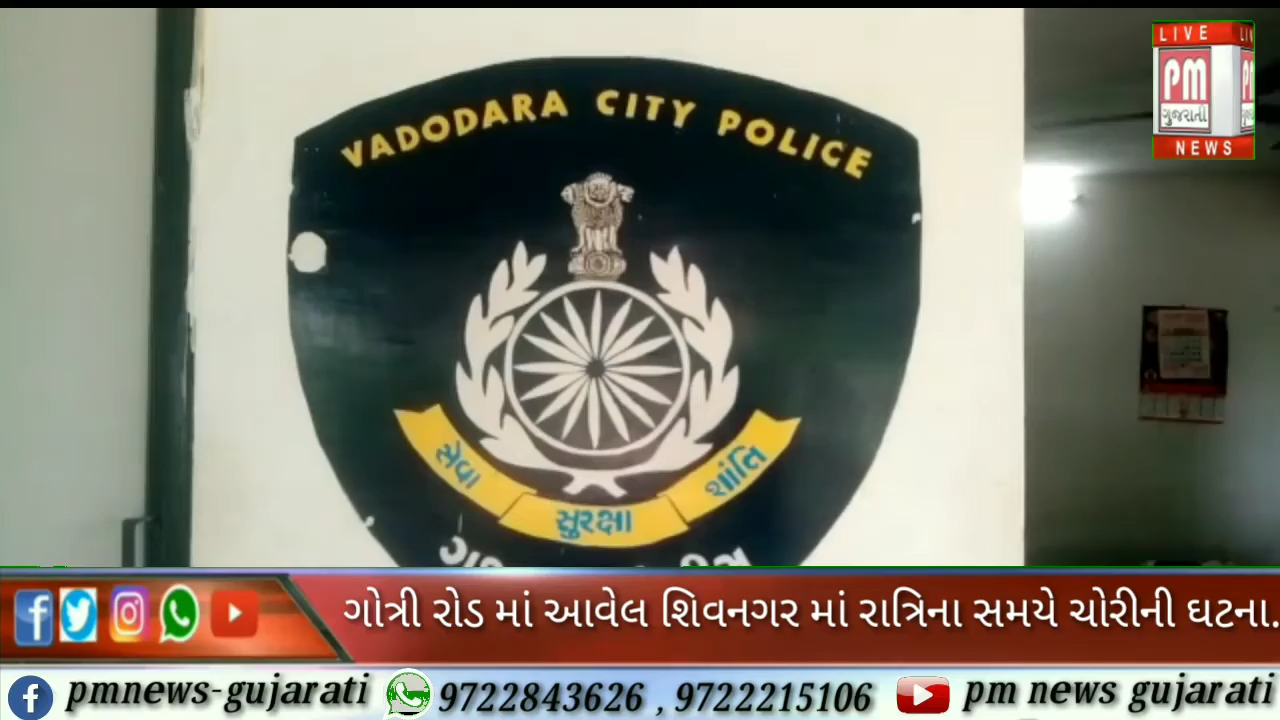 LIVE
PM
ગુજરાતી
NEWS
VADODARA CITY POLICE
સેવા
સુરક્ષા
શાંતિ
ગોત્રી રોડ માં આવેલ શિવનગર માં રાત્રિના સમયે ચોરીની ઘટના.
pmnews-gujarati 9722843626 , 9722215106 pm news gujarati